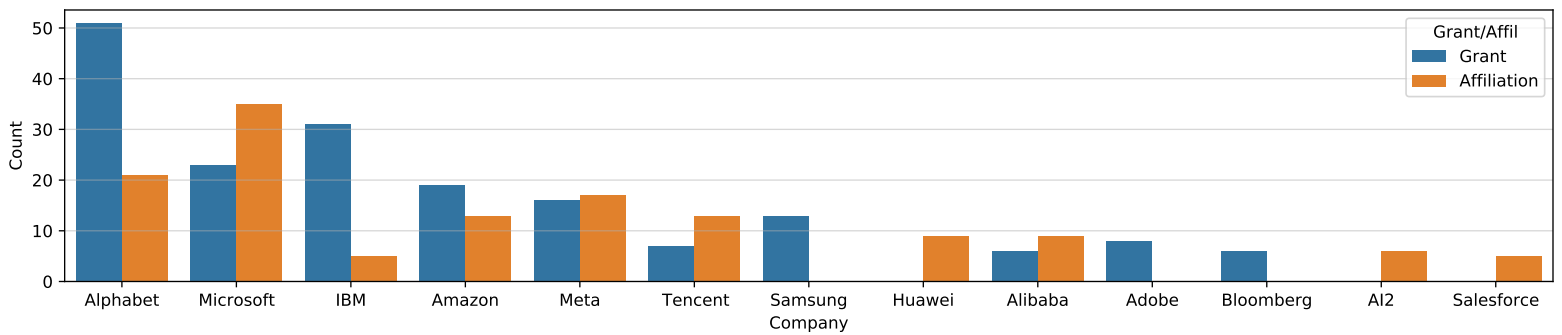 50
40
30
20
10
0
Count
Grant/Affil
Grant
Affiliation
Alphabet Microsoft IBM Amazon Meta Tencent Samsung Huawei Alibaba Adobe Bloomberg AI2 Salesforce
Company